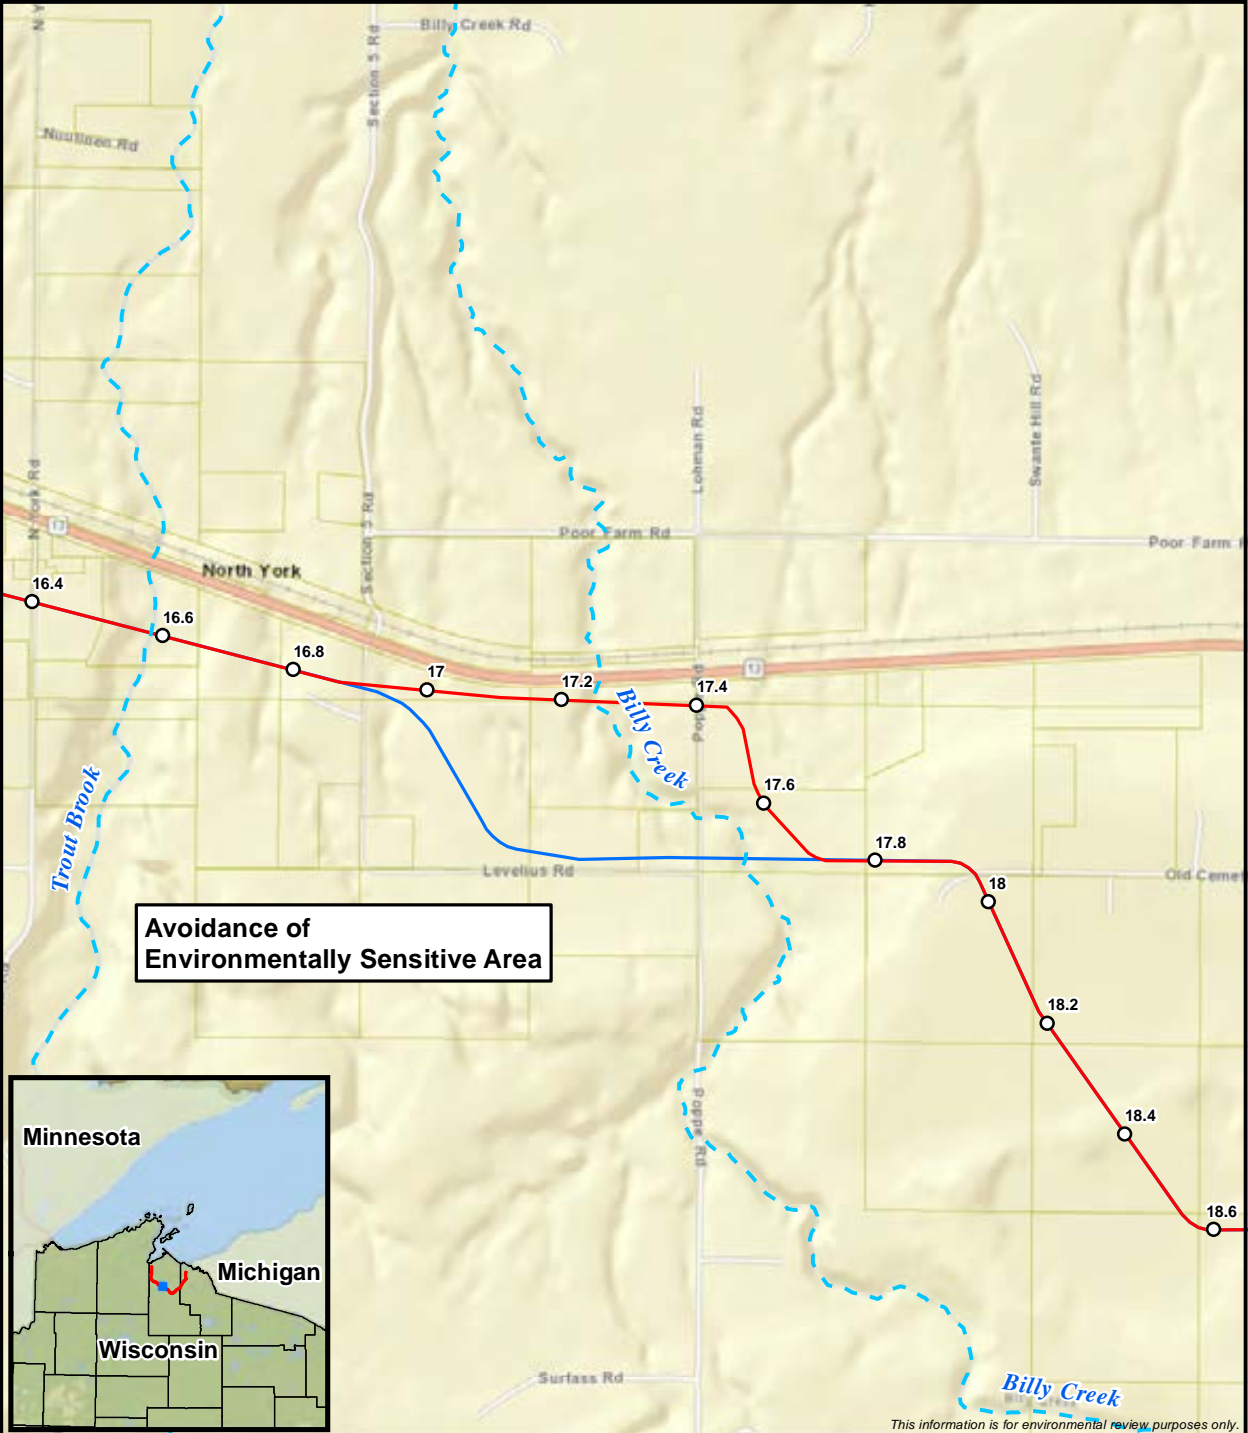 N Y
Section 5 Rd
Billy Creek Rd
Nuutinen Rd
N York Rd
Section 5 Rd
Lohman Rd
Swante Hill Rd
13
Poor Farm Rd
Poor Farm R
North York
16.4
16.6
16.8
17
17.2
17.4
13
Billy Creek
17.6
17.8
Trout Brook
Levelius Rd
18
Old Cemet
Avoidance of
Environmentally Sensitive Area
Rd
18.2
Poppe Rd
18.4
18.6
Minnesota
Michigan
Wisconsin
Surfass Rd
Billy Creek
This information is for environmental review purposes only.